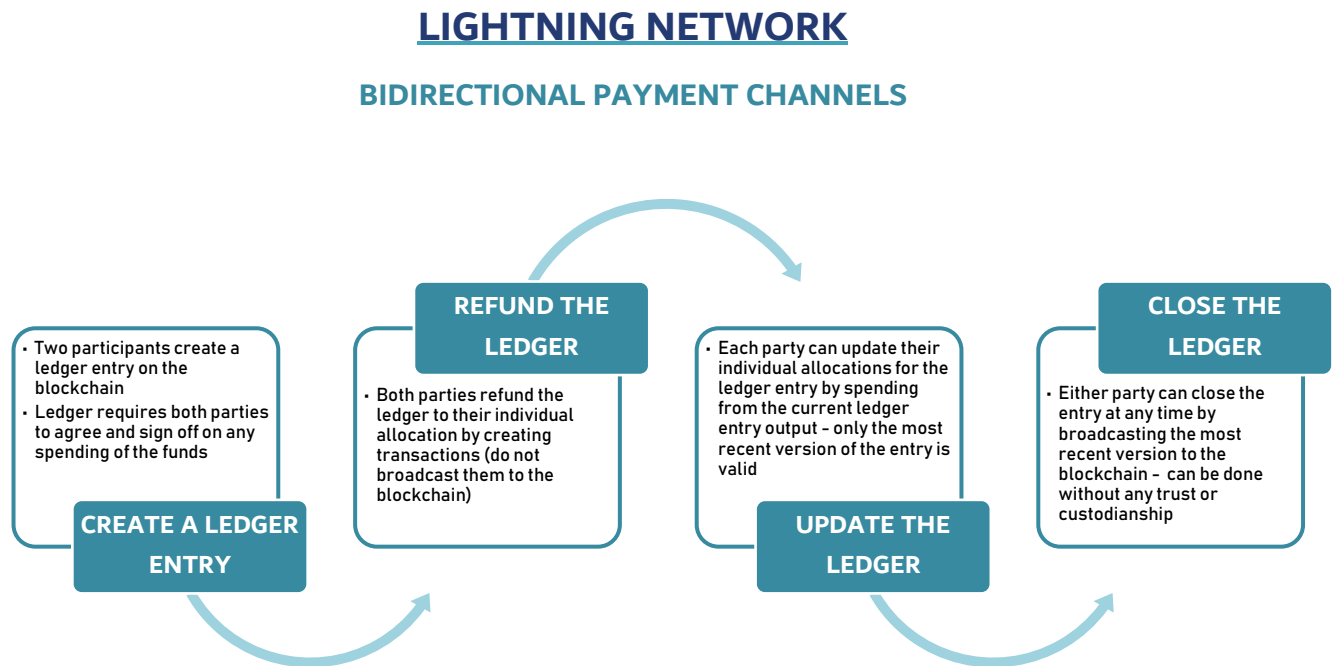 LIGHTNING NETWORK
BIDIRECTIONAL PAYMENT CHANNELS
· Two participants create a
ledger entry on the
blockchain
· Ledger requires both parties
to agree and sign off on any
spending of the funds
CREATE A LEDGER
ENTRY
REFUND THE
LEDGER
· Both parties refund the
ledger to their individual
allocation by creating
transactions (do not
broadcast them to the
blockchain)
· Each party can update their
individual allocations for the
ledger entry by spending
from the current ledger
entry output - only the most
recent version of the entry is
valid
UPDATE THE
LEDGER
CLOSE THE
LEDGER
· Either party can close the
entry at any time by
broadcasting the most
recent version to the
blockchain - can be done
without any trust or
custodianship